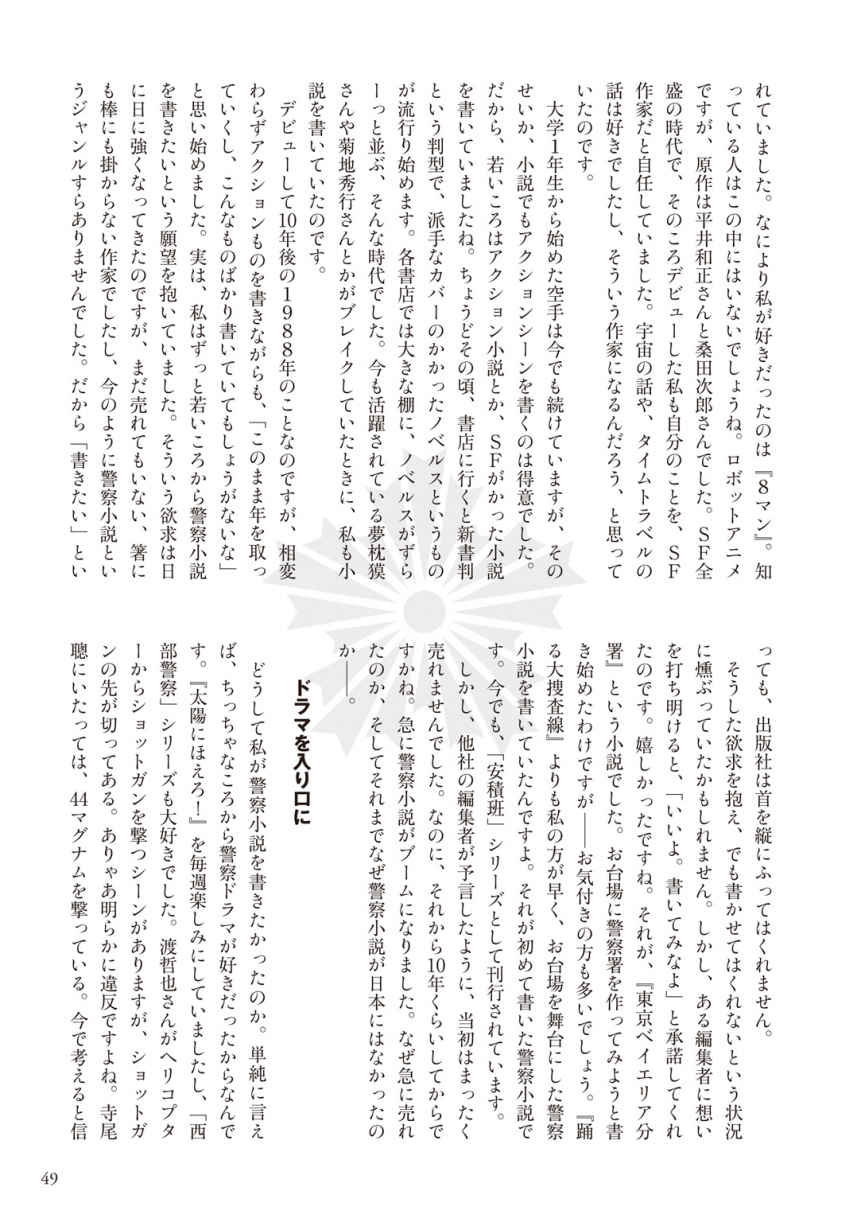 れていました。なにより私が好きだったのは『8マン』。知
っている人はこの中にはいないでしょうね。ロボットアニメ
ですが、原作は平井和正さんと桑田次郎さんでした。SF全
盛の時代で、そのころデビューした私も自分のことを、SF
作家だと自任していました。宇宙の話や、タイムトラベルの
話は好きでしたし、そういう作家になるんだろう、と思って
いたのです。
　大学1年生から始めた空手は今でも続けていますが、その
せいか、小説でもアクションシーンを書くのは得意でした。
だから、若いころはアクション小説とか、SFがかった小説
を書いていましたね。ちょうどその頃、書店に行くと新書判
という判型で、派手なカバーのかかったノベルスというもの
が流行り始めます。各書店では大きな棚に、ノベルスがずら
ーっと並ぶ、そんな時代でした。今も活躍されている夢枕獏
さんや菊地秀行さんとかがブレイクしていたときに、私も小
説を書いていたのです。
　デビューして10年後の1988年のことなのですが、相変
わらずアクションものを書きながらも、「このまま年を取っ
ていくし、こんなものばかり書いていてもしょうがないな」
と思い始めました。実は、私はずっと若いころから警察小説
を書きたいという願望を抱いていました。そういう欲求は日
に日に強くなってきたのですが、まだ売れてもいない、箸に
も棒にも掛からない作家でしたし、今のように警察小説とい
うジャンルすらありませんでした。だから「書きたい」とい
っても、出版社は首を縦にふってはくれません。
　そうした欲求を抱え、でも書かせてはくれないという状況
に燻ぶっていたかもしれません。しかし、ある編集者に想い
を打ち明けると、「いいよ。書いてみなよ」と承諾してくれ
たのです。嬉しかったですね。それが、『東京ベイエリア分
署』という小説でした。お台場に警察署を作ってみようと書
き始めたわけですが――お気付きの方も多いでしょう。『踊
る大捜査線』よりも私の方が早く、お台場を舞台にした警察
小説を書いていたんですよ。それが初めて書いた警察小説で
す。今でも、「安積班」シリーズとして刊行されています。
　しかし、他社の編集者が予言したように、当初はまったく
売れませんでした。なのに、それから10年くらいしてからで
すかね。急に警察小説がブームになりました。なぜ急に売れ
たのか、そしてそれまでなぜ警察小説が日本にはなかったの
か――。
ドラマを入り口に
　どうして私が警察小説を書きたかったのか。単純に言え
ば、ちっちゃなころから警察ドラマが好きだったからなんで
す。『太陽にほえろ！』を毎週楽しみにしていましたし、「西
部警察」シリーズも大好きでした。渡哲也さんがヘリコプタ
ーからショットガンを撃つシーンがありますが、ショットガ
ンの先が切ってある。ありゃあ明らかに違反ですよね。寺尾
聰にいたっては、44マグナムを撃っている。今で考えると信
49